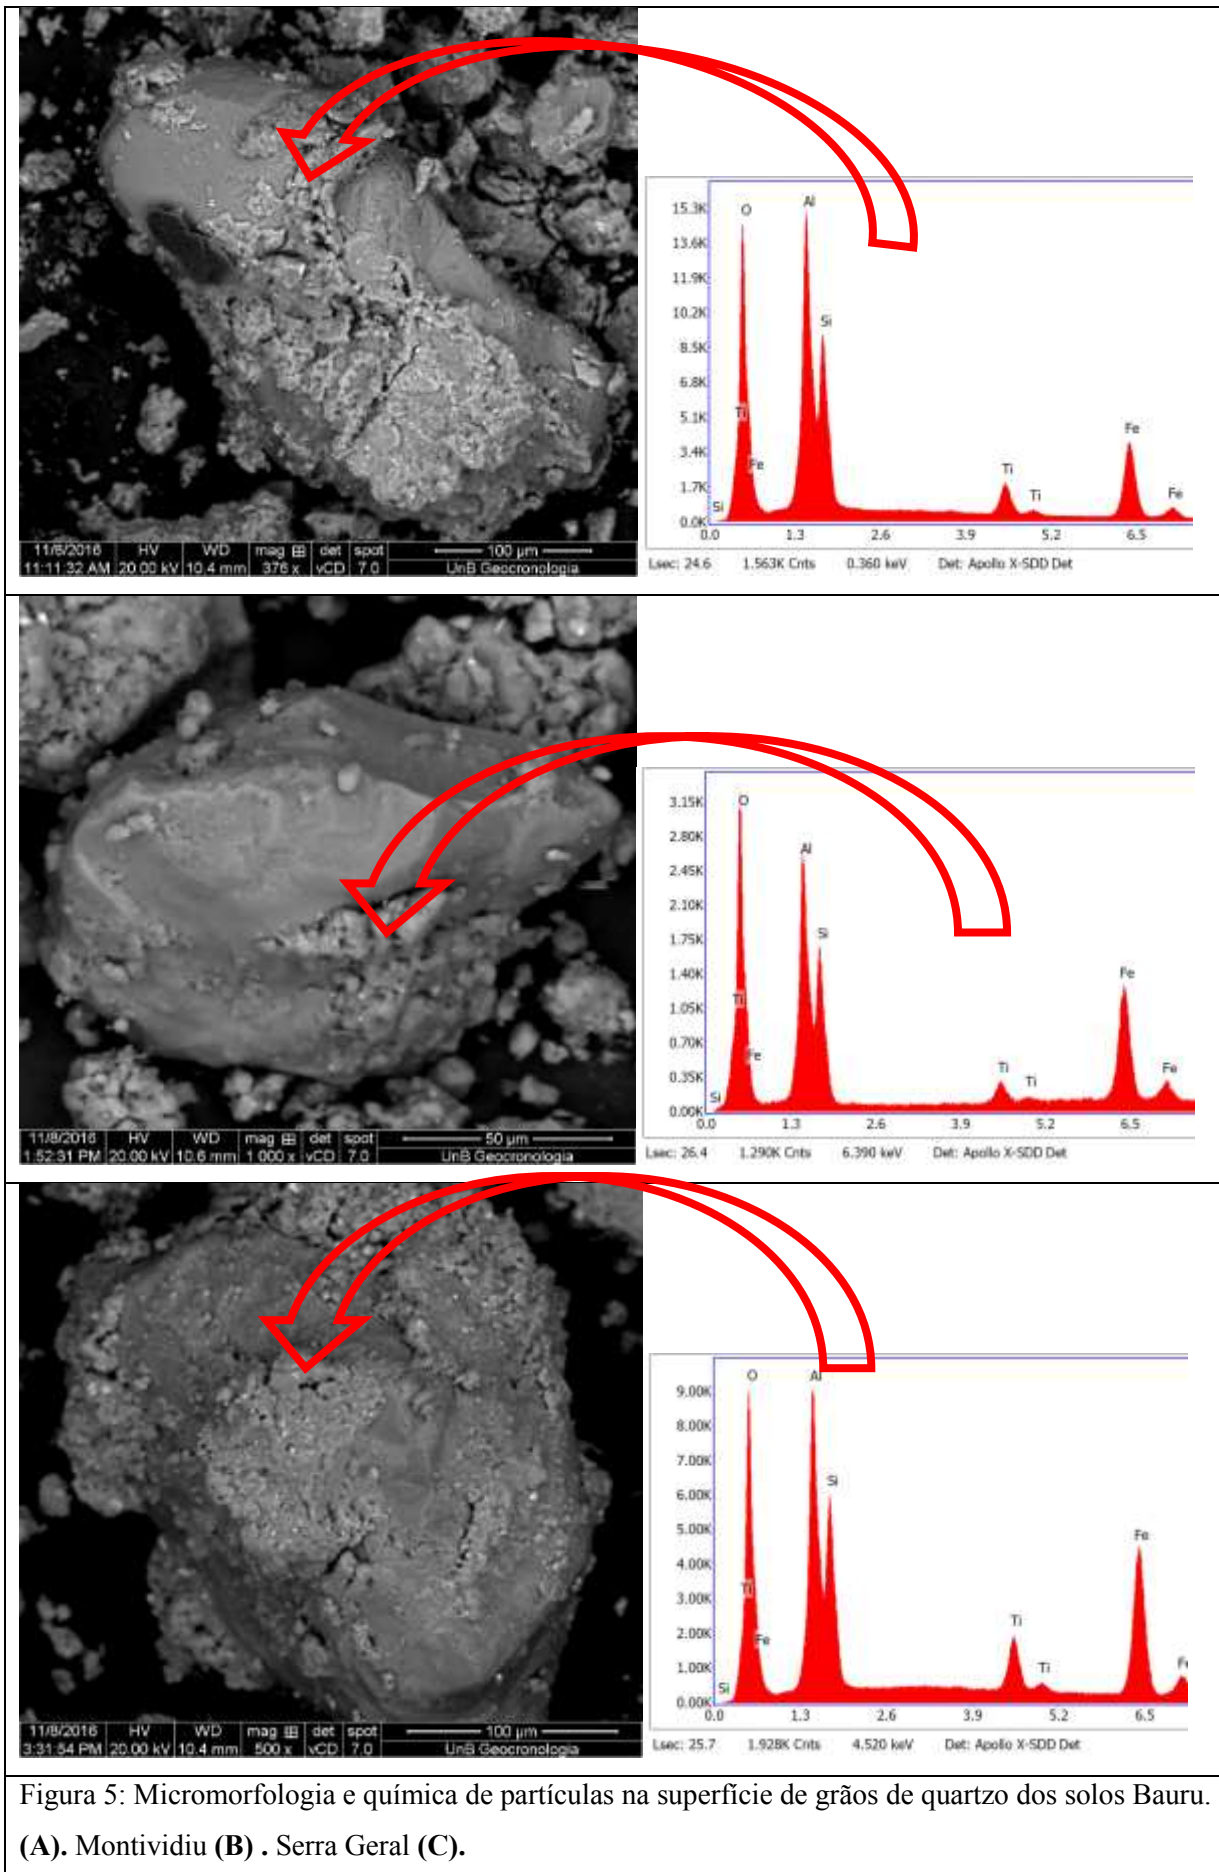 15.3K
13.6K
11.9K
10.2K
8.5K
6.8K
5.1K
3.4K
1.7K
0.0K
O
Al
Si
Ti
Fe
Si
Ti
Ti
Fe
Fe
0.0 1.3 2.6 3.9 5.2 6.5
Lsec: 24.6 1.563K Cnts 0.360 keV Det: Apollo X-SDD Det
11/8/2016 HV WD mag ⊞ det spot 100 µm
11:11:32 AM 20.00 kV 10.4 mm 376 x vCD 7.0 UnB Geocronologia
3.15K
2.80K
2.45K
2.10K
1.75K
1.40K
1.05K
0.70K
0.35K
0.00K
O
Al
Si
Ti
Fe
Si
Ti
Ti
Fe
Fe
0.0 1.3 2.6 3.9 5.2 6.5
Lsec: 26.4 1.290K Cnts 6.390 keV Det: Apollo X-SDD Det
11/8/2016 HV WD mag ⊞ det spot 50 µm
1:52:31 PM 20.00 kV 10.6 mm 1 000 x vCD 7.0 UnB Geocronologia
9.00K
8.00K
7.00K
6.00K
5.00K
4.00K
3.00K
2.00K
1.00K
0.00K
O
Al
Si
Ti
Fe
Si
Ti
Ti
Fe
0.0 1.3 2.6 3.9 5.2 6.5
Lsec: 25.7 1.928K Cnts 4.520 keV Det: Apollo X-SDD Det
11/8/2016 HV WD mag ⊞ det spot 100 µm
3:31:54 PM 20.00 kV 10.4 mm 500 x vCD 7.0 UnB Geocronologia
Figura 5: Micromorfologia e química de partículas na superfície de grãos de quartzo dos solos Bauru.
(A). Montividiu (B) . Serra Geral (C).